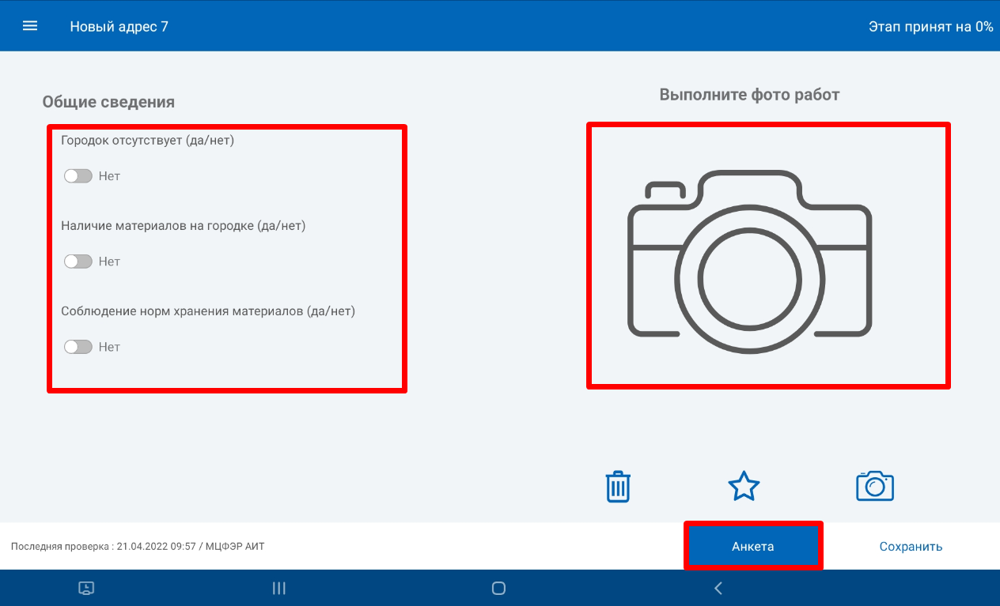 Новый адрес 7
Этап принят на 0%
Общие сведения
Выполните фото работ
Городок отсутствует (да/нет)
Нет
Наличие материалов на городке (да/нет)
Нет
Соблюдение норм хранения материалов (да/нет)
Нет
Последняя проверка : 21.04.2022 09:57 / МЦФЭР АИТ
Анкета
Сохранить